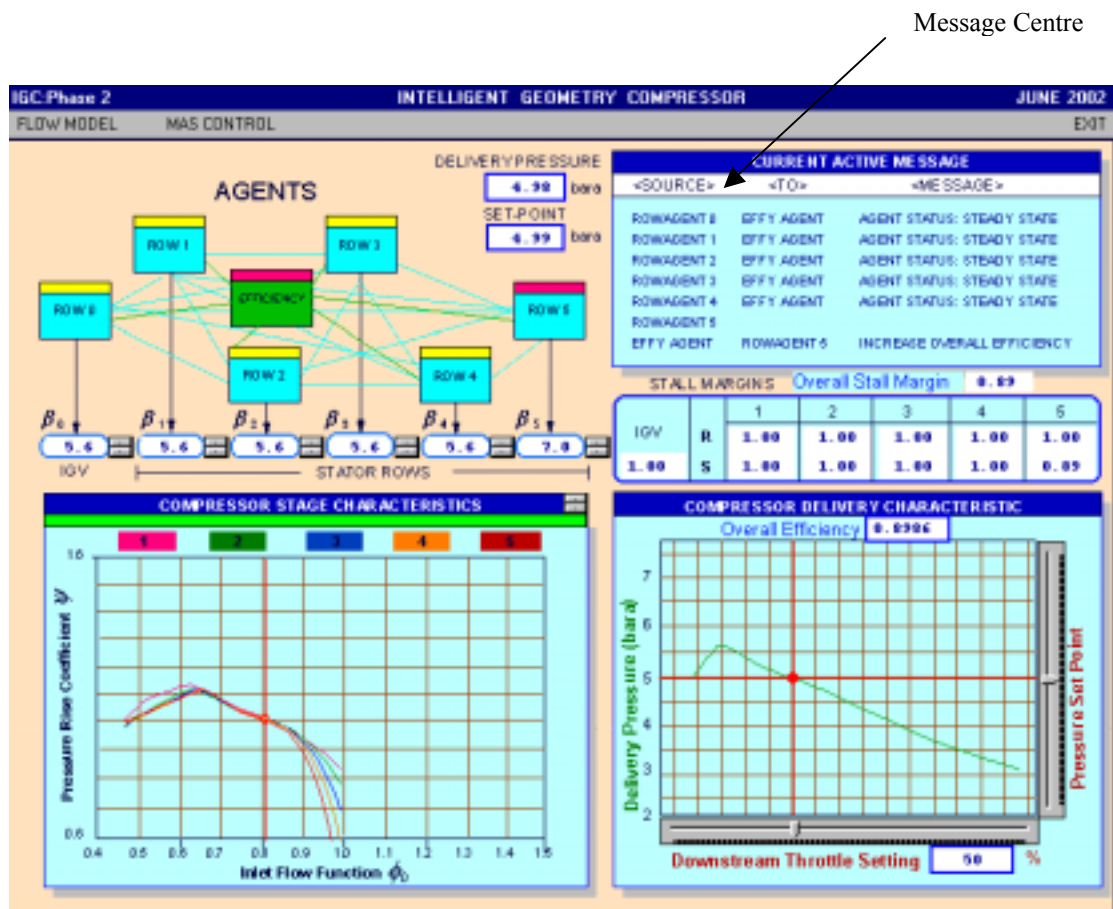 Message Centre
IGC:Phase 2 INTELLIGENT GEOMETRY COMPRESSOR JUNE 2002
FLOW MODEL MAS CONTROL EXIT
AGENTS
DELIVERY PRESSURE
4.98 bara
SET-POINT
4.99 bara
ROW 1 ROW 3
EFFICIENCY
ROW 0 ROW 5
ROW 2 ROW 4
β0 β1 β2 β3 β4 β5
5.6 5.6 5.6 5.6 5.6 7.0
IGV STATOR ROWS
CURRENT ACTIVE MESSAGE
<SOURCE> <TO> <MESSAGE>
ROWAGENT 0 EFFY AGENT AGENT STATUS: STEADY STATE
ROWAGENT 1 EFFY AGENT AGENT STATUS: STEADY STATE
ROWAGENT 2 EFFY AGENT AGENT STATUS: STEADY STATE
ROWAGENT 3 EFFY AGENT AGENT STATUS: STEADY STATE
ROWAGENT 4 EFFY AGENT AGENT STATUS: STEADY STATE
ROWAGENT 5
EFFY AGENT ROWAGENT 5 INCREASE OVERALL EFFICIENCY
STALL MARGINS Overall Stall Margin 0.89
1 2 3 4 5
IGV R 1.00 1.00 1.00 1.00 1.00
1.00 S 1.00 1.00 1.00 1.00 0.89
COMPRESSOR STAGE CHARACTERISTICS
1 2 3 4 5
Pressure Rise Coefficient ψ
1.6
0.6
0.4 0.5 0.6 0.7 0.8 0.9 1.0 1.1 1.2 1.3 1.4 1.5
Inlet Flow Function ϕD
COMPRESSOR DELIVERY CHARACTERISTIC
Overall Efficiency 0.8986
Delivery Pressure (bara)
7
6
5
4
3
2
Pressure Set Point
Downstream Throttle Setting 50 %